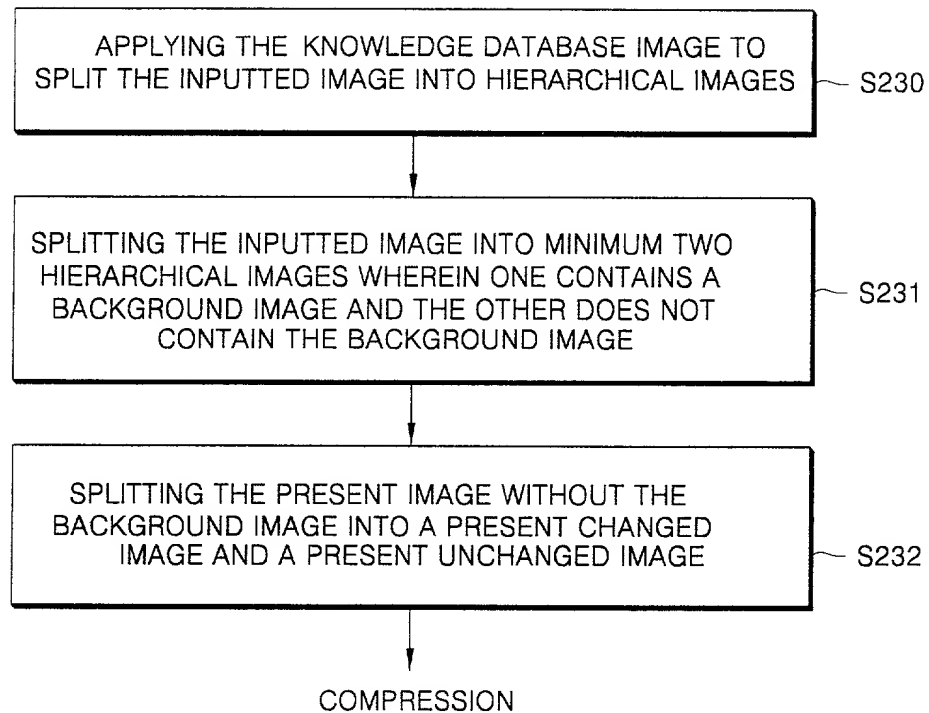 APPLYING THE KNOWLEDGE DATABASE IMAGE TO
SPLIT THE INPUTTED IMAGE INTO HIERARCHICAL IMAGES
S230
SPLITTING THE INPUTTED IMAGE INTO MINIMUM TWO
HIERARCHICAL IMAGES WHEREIN ONE CONTAINS A
BACKGROUND IMAGE AND THE OTHER DOES NOT
CONTAIN THE BACKGROUND IMAGE
S231
SPLITTING THE PRESENT IMAGE WITHOUT THE
BACKGROUND IMAGE INTO A PRESENT CHANGED
IMAGE AND A PRESENT UNCHANGED IMAGE
S232
COMPRESSION